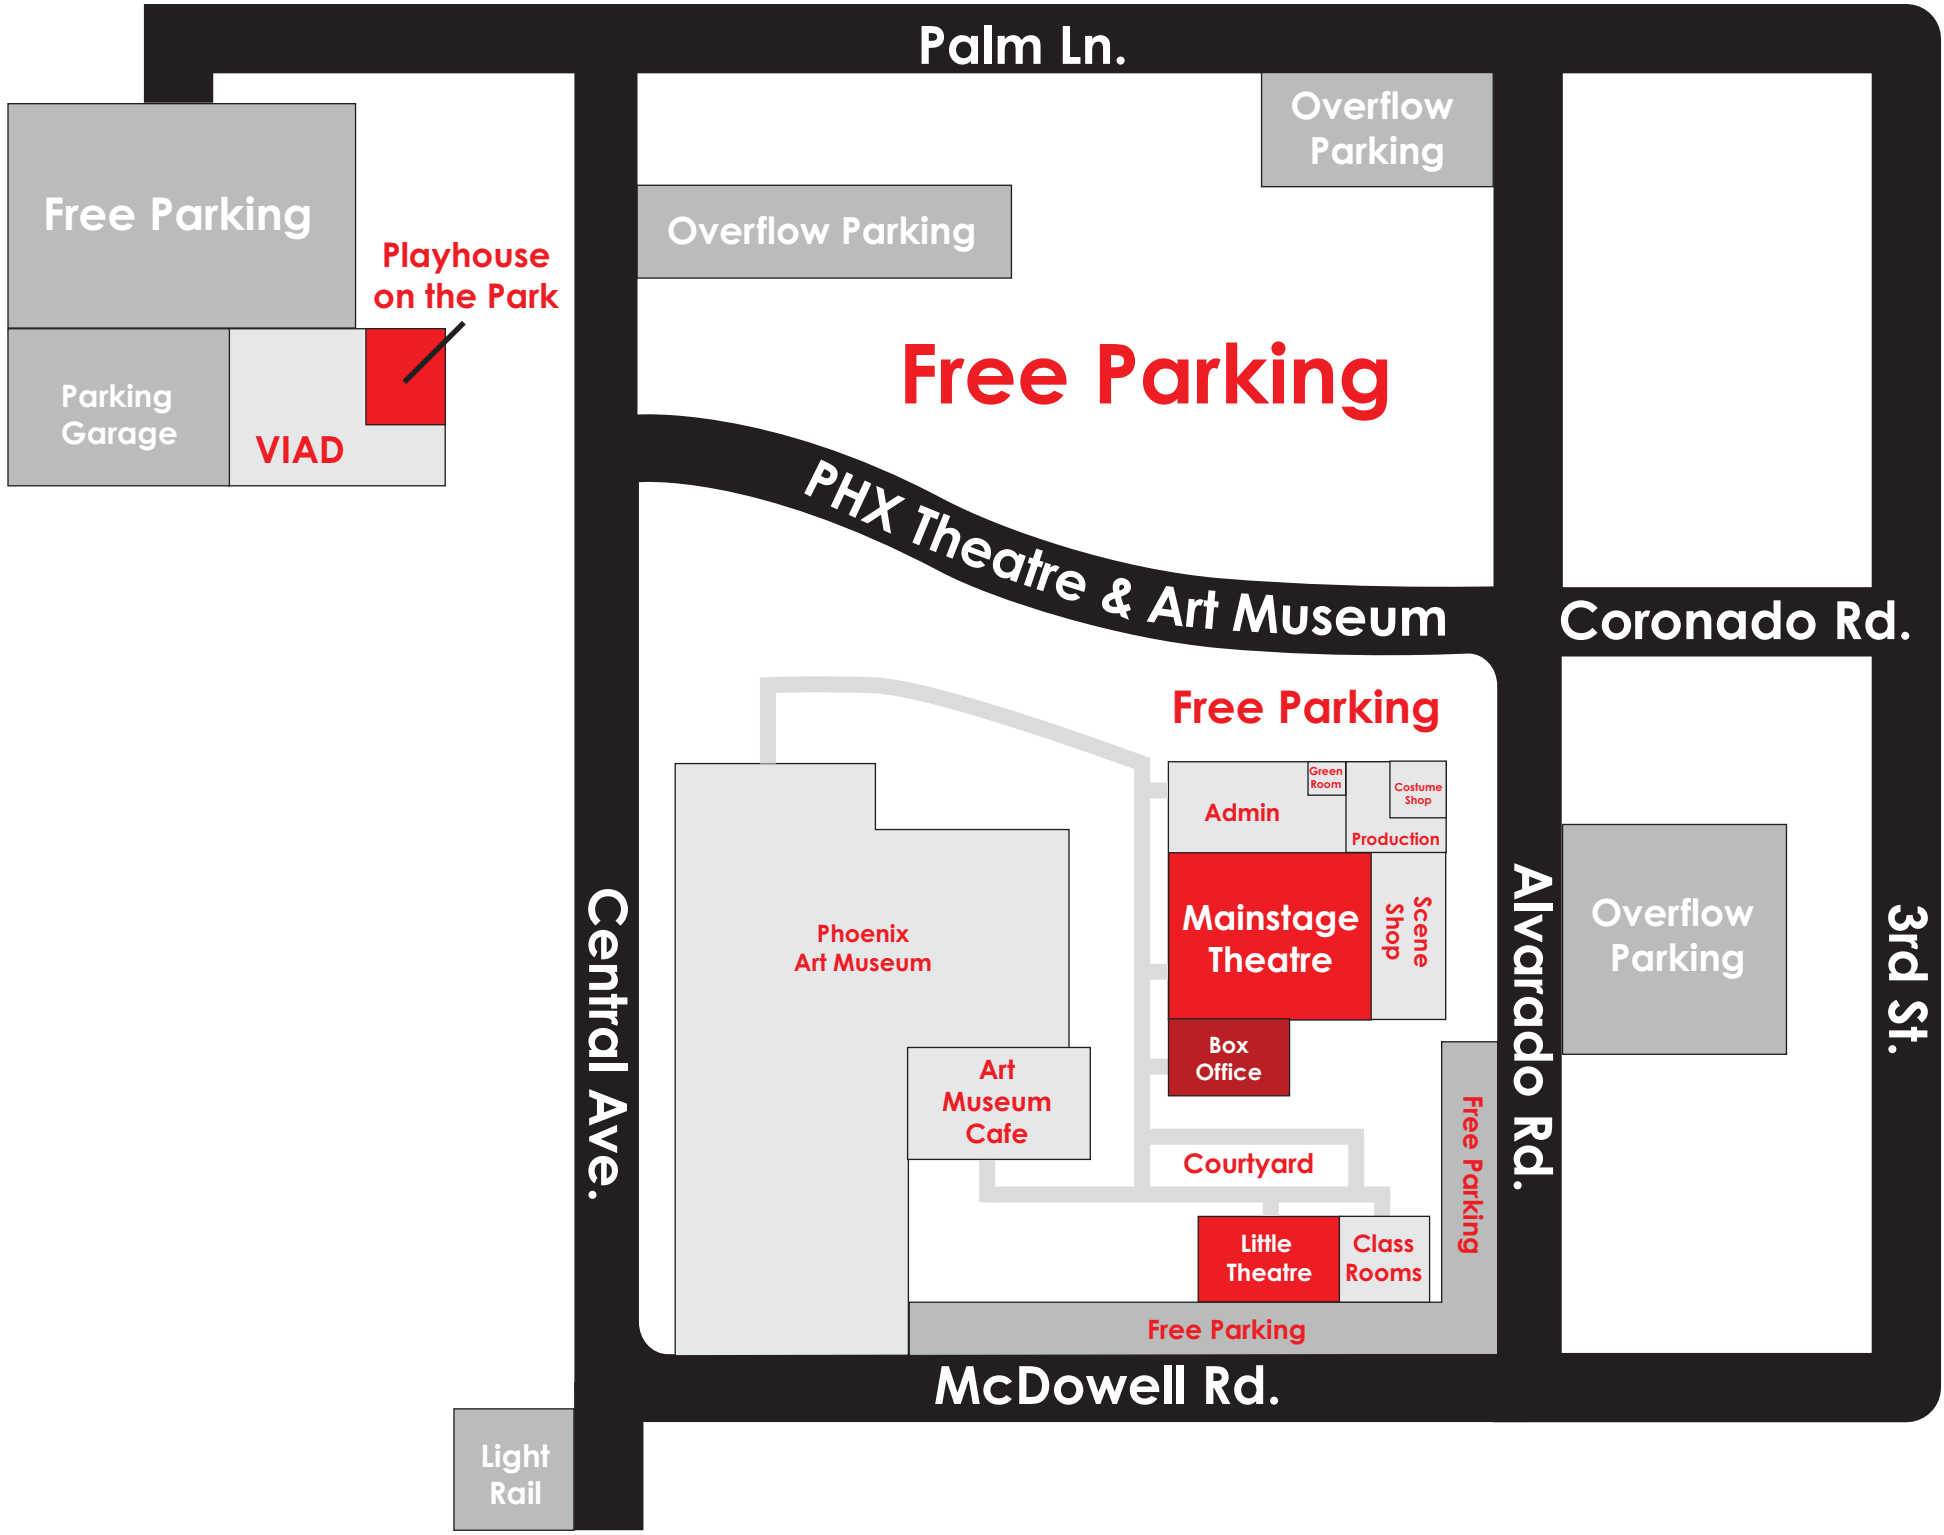 Palm Ln.
Overflow
Parking
Free Parking
Overflow Parking
Playhouse
on the Park
Free Parking
Parking
Garage
VIAD
PHX Theatre & Art Museum
Coronado Rd.
Free Parking
Green
Room
Costume
Shop
Admin
Production
Mainstage
Theatre
Scene
Shop
Phoenix
Art Museum
Central Ave.
Alvarado Rd.
Overflow
Parking
3rd St.
Box
Office
Art
Museum
Cafe
Free Parking
Courtyard
Little
Theatre
Class
Rooms
Free Parking
McDowell Rd.
Light
Rail